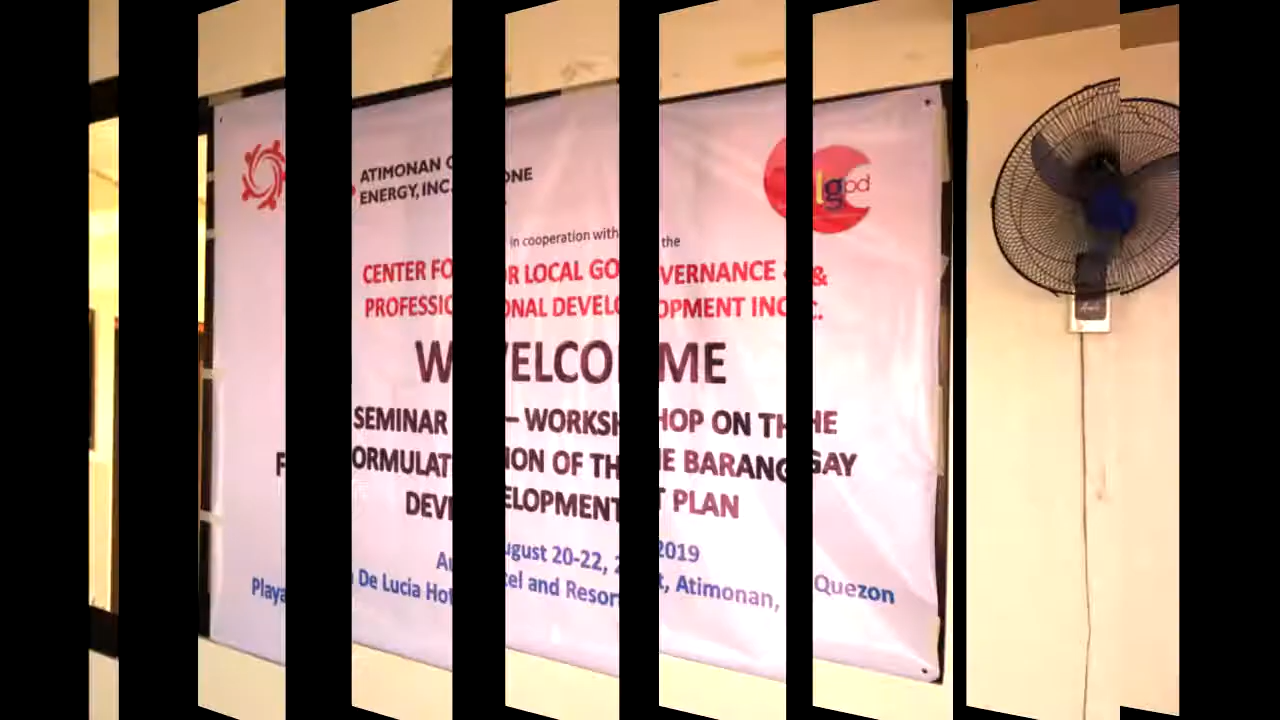 ATIMONAN ONE
ENERGY, INC.
lgpd
in cooperation with the
CENTER FOR LOCAL GOVERNANCE &
PROFESSIONAL DEVELOPMENT INC.
WELCOME
SEMINAR – WORKSHOP ON THE
FORMULATION OF THE BARANGAY
DEVELOPMENT PLAN
August 20-22, 2019
Playa De Lucia Hotel and Resort, Atimonan, Quezon